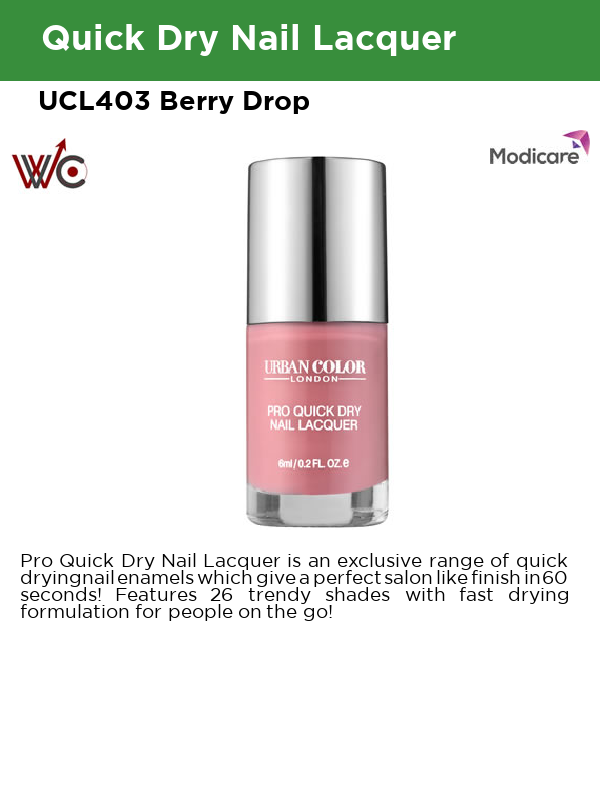 Quick Dry Nail Lacquer
UCL403 Berry Drop
WC
Modicare
URBAN COLOR
LONDON
PRO QUICK DRY
NAIL LACQUER
6ml/0.2 FL. OZ. e
Pro Quick Dry Nail Lacquer is an exclusive range of quick
dryingnail enamels which give a perfect salon like finish in 60
seconds! Features 26 trendy shades with fast drying
formulation for people on the go!